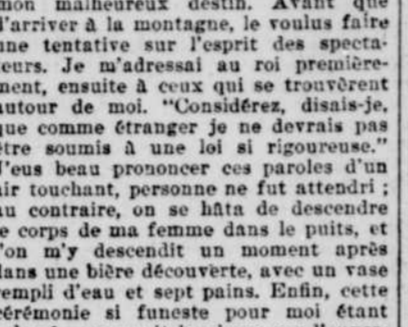 mon malheureux destin. Avant que
d'arriver à la montagne, le voulus faire
une tentative sur l'esprit des specta-
teurs. Je m'adressai au roi première-
ment, ensuite à ceux qui se trouvèrent
autour de moi. "Considérez, disais-je,
que comme étranger je ne devrais pas
être soumis à une loi si rigoureuse."
J'eus beau prononcer ces paroles d'un
air touchant, personne ne fut attendri ;
au contraire, on se hâta de descendre
le corps de ma femme dans le puits, et
l'on m'y descendit un moment après
dans une bière découverte, avec un vase
rempli d'eau et sept pains. Enfin, cette
cérémonie si funeste pour moi étant